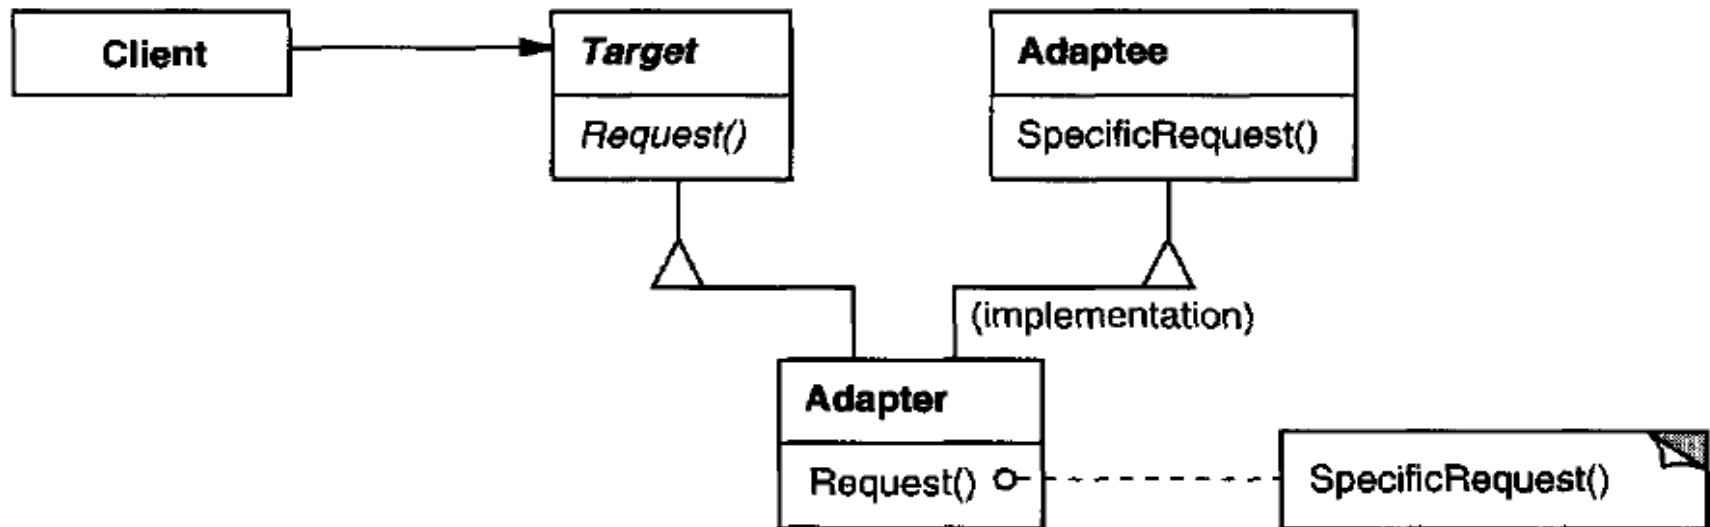 Client
Target
Request()
Adaptee
SpecificRequest()
(implementation)
Adapter
Request()
SpecificRequest()